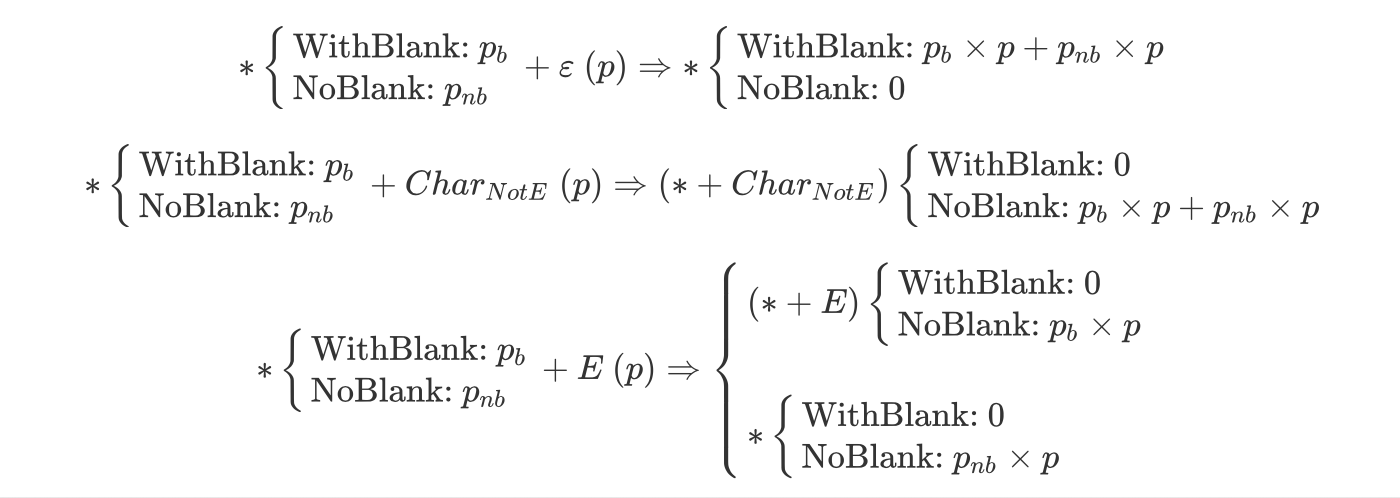 $* \begin{cases} \text{WithBlank: } p_b \\ \text{NoBlank: } p_{nb} \end{cases} + \varepsilon\ (p) \Rightarrow * \begin{cases} \text{WithBlank: } p_b \times p + p_{nb} \times p \\ \text{NoBlank: } 0 \end{cases}$
$* \begin{cases} \text{WithBlank: } p_b \\ \text{NoBlank: } p_{nb} \end{cases} + Char_{NotE}\ (p) \Rightarrow (* + Char_{NotE}) \begin{cases} \text{WithBlank: } 0 \\ \text{NoBlank: } p_b \times p + p_{nb} \times p \end{cases}$
$* \begin{cases} \text{WithBlank: } p_b \\ \text{NoBlank: } p_{nb} \end{cases} + E\ (p) \Rightarrow \begin{cases} (* + E) \begin{cases} \text{WithBlank: } 0 \\ \text{NoBlank: } p_b \times p \end{cases} \\ * \begin{cases} \text{WithBlank: } 0 \\ \text{NoBlank: } p_{nb} \times p \end{cases} \end{cases}$